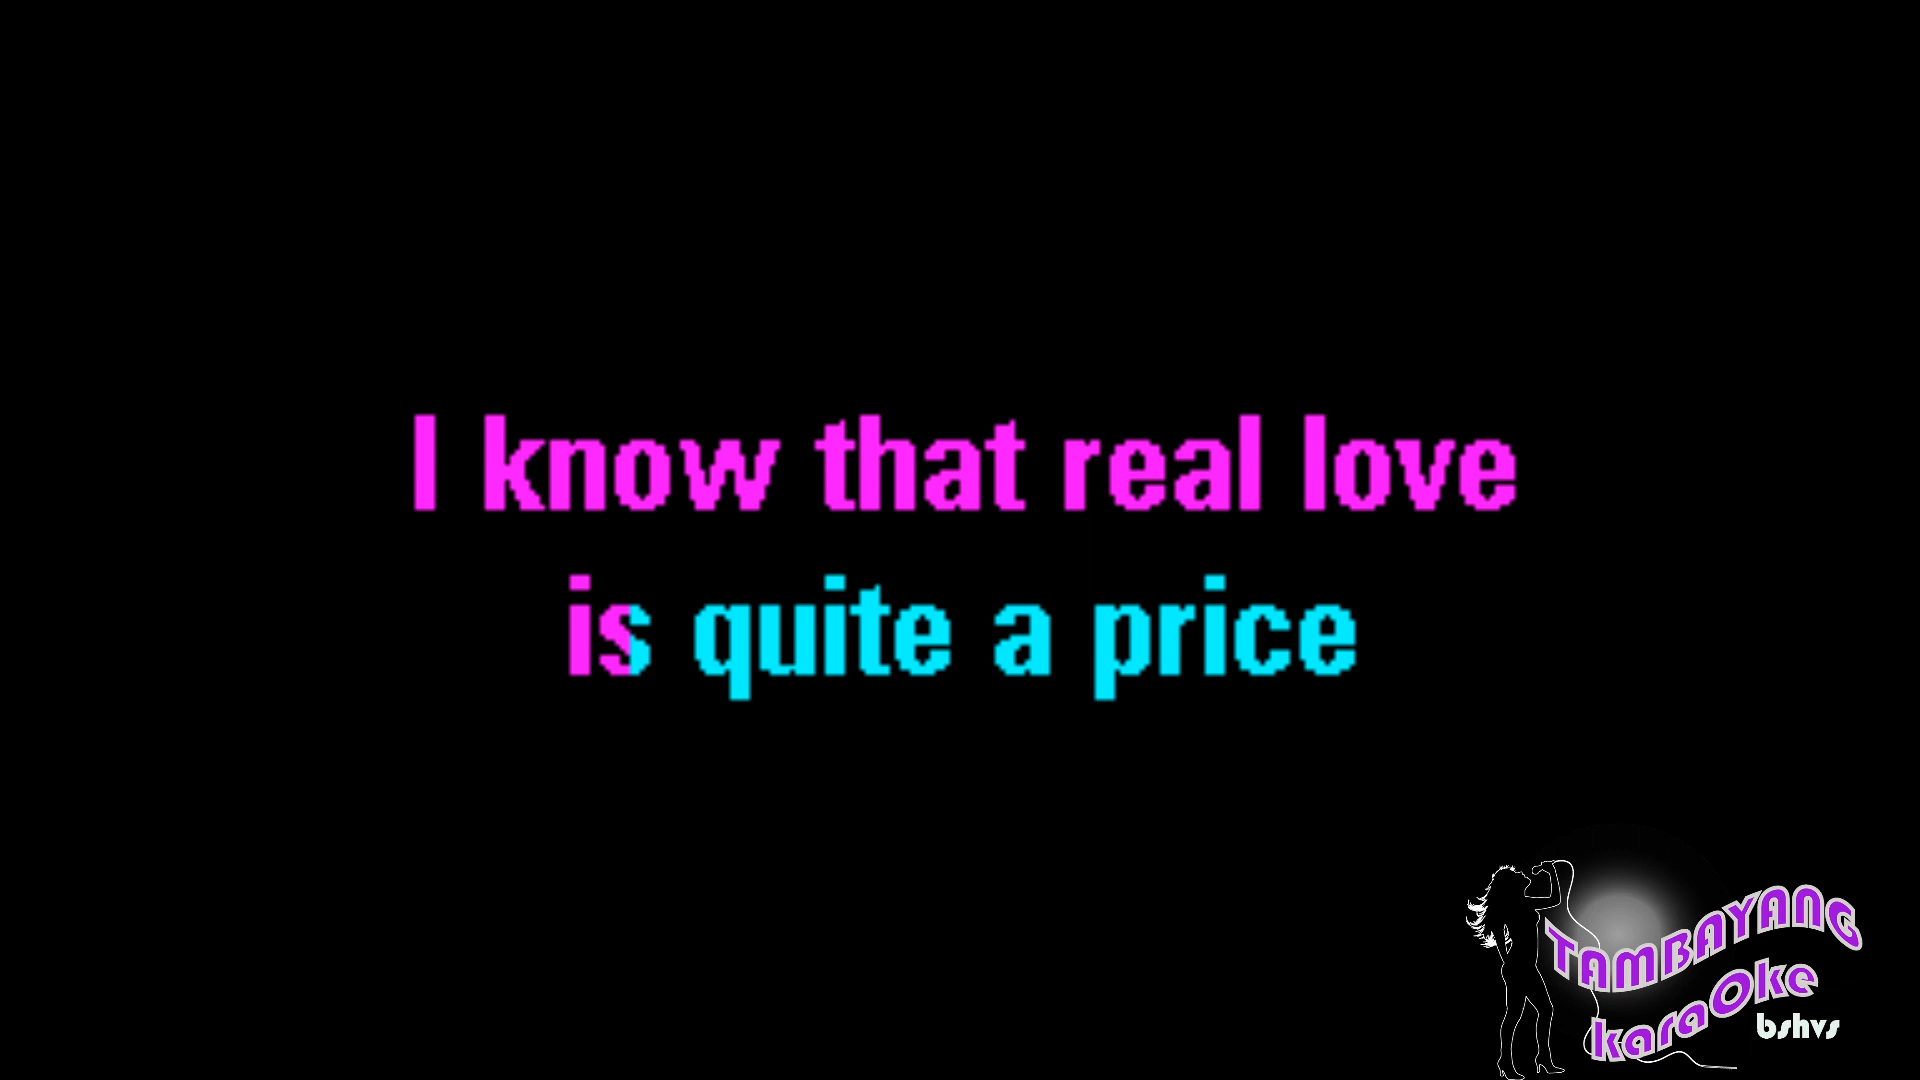 I know that real love
is quite a price
TAMBAYANG
karaOke
bshvs